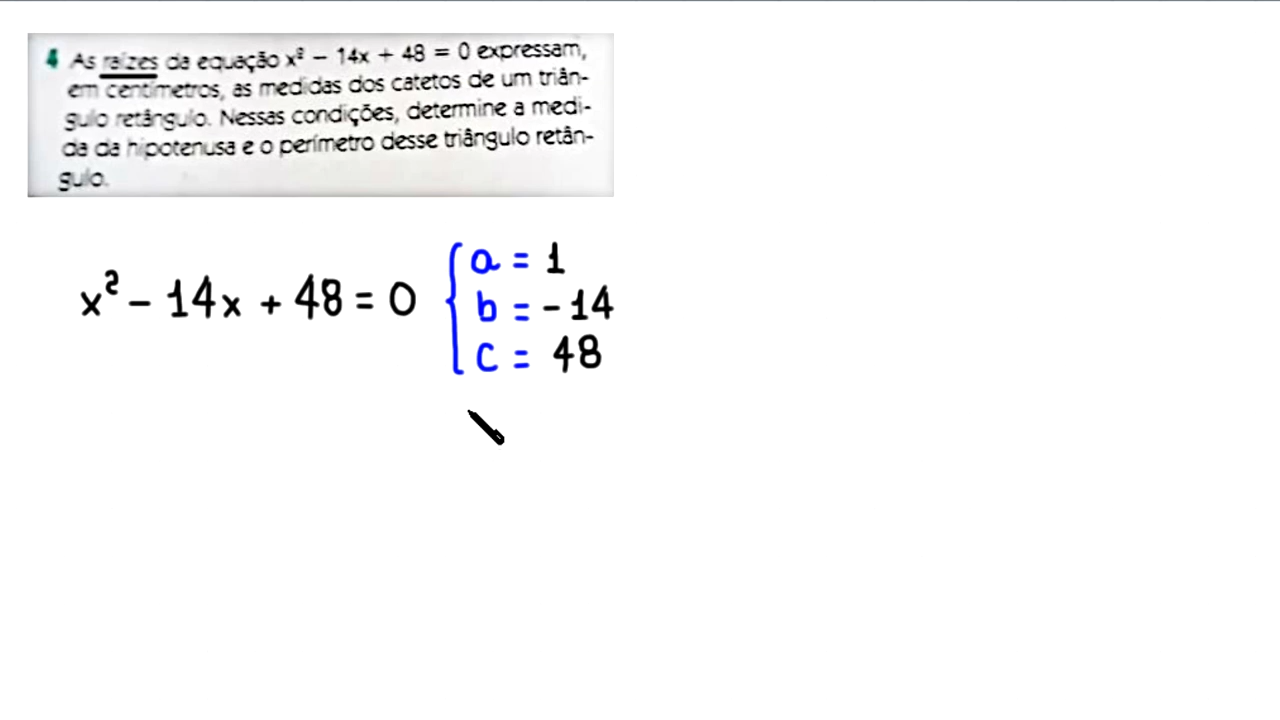 4 As raízes da equação x² − 14x + 48 = 0 expressam,
em centímetros, as medidas dos catetos de um triân-
gulo retângulo. Nessas condições, determine a medi-
da da hipotenusa e o perímetro desse triângulo retân-
gulo.
x² − 14x + 48 = 0
a = 1
b = -14
c = 48